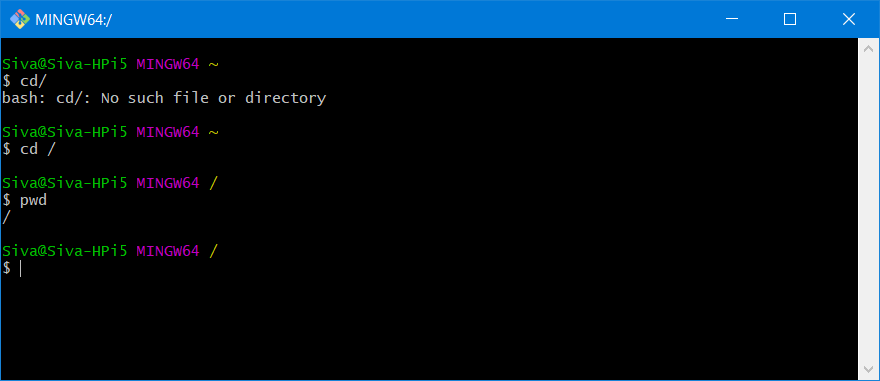 MINGW64:/
Siva@Siva-HPi5 MINGW64 ~
$ cd/
bash: cd/: No such file or directory
Siva@Siva-HPi5 MINGW64 ~
$ cd /
Siva@Siva-HPi5 MINGW64 /
$ pwd
/
Siva@Siva-HPi5 MINGW64 /
$